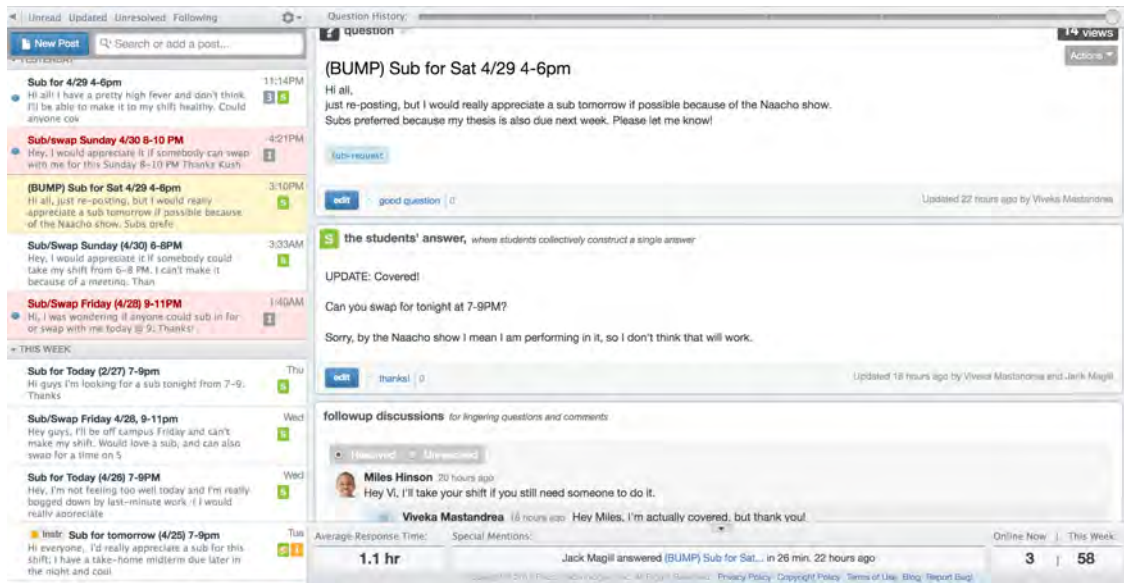 Unread Updated Unresolved Following
Question History:
New Post
Search or add a post...
YESTERDAY
Sub for 4/29 4-6pm 11:14PM
Hi all! I have a pretty high fever and don't think 3 S
I'll be able to make it to my shift healthy. Could
anyone cov
Sub/swap Sunday 4/30 8-10 PM 4:21PM
Hey, I would appreciate it if somebody can swap I
with me for this Sunday 8-10 PM Thanks Kush
(BUMP) Sub for Sat 4/29 4-6pm 3:10PM
Hi all, just re-posting, but I would really S
appreciate a sub tomorrow if possible because
of the Naacho show. Subs prefe
Sub/Swap Sunday (4/30) 6-8PM 3:33AM
Hey, I would appreciate if somebody could S
take my shift from 6-8 PM. I can't make it
because of a meeting. Than
Sub/Swap Friday (4/28) 9-11PM 1:40AM
Hi, I was wondering if anyone could sub in for I
or swap with me today @ 9. Thanks!
THIS WEEK
Sub for Today (2/27) 7-9pm Thu
Hi guys I'm looking for a sub tonight from 7-9. S
Thanks
Sub/Swap Friday 4/28, 9-11pm Wed
Hey guys, I'll be off campus Friday and can't S
make my shift. Would love a sub, and can also
swap for a time on S
Sub for Today (4/26) 7-9PM Wed
Hey, I'm not feeling too well today and I'm really S
bogged down by last-minute work :( I would
really appreciate
Instr Sub for tomorrow (4/25) 7-9pm Tue
Hi everyone, I'd really appreciate a sub for this S i
shift; I have a take-home midterm due later in
the night and coul
question
14 views
Actions
(BUMP) Sub for Sat 4/29 4-6pm
Hi all,
just re-posting, but I would really appreciate a sub tomorrow if possible because of the Naacho show.
Subs preferred because my thesis is also due next week. Please let me know!
sub-request
edit good question 0 Updated 22 hours ago by Viveka Mastandrea
S the students' answer, where students collectively construct a single answer
UPDATE: Covered!
Can you swap for tonight at 7-9PM?
Sorry, by the Naacho show I mean I am performing in it, so I don't think that will work.
edit thanks! 0 Updated 18 hours ago by Viveka Mastandrea and Jack Magill
followup discussions for lingering questions and comments
Resolved Unresolved
Miles Hinson 20 hours ago
Hey Vi, I'll take your shift if you still need someone to do it.
Viveka Mastandrea 18 hours ago Hey Miles, I'm actually covered, but thank you!
Average Response Time: Special Mentions: Online Now | This Week:
1.1 hr Jack Magill answered (BUMP) Sub for Sat... in 26 min. 22 hours ago 3 | 58
Privacy Policy Copyright Policy Terms of Use Blog Report Bug!